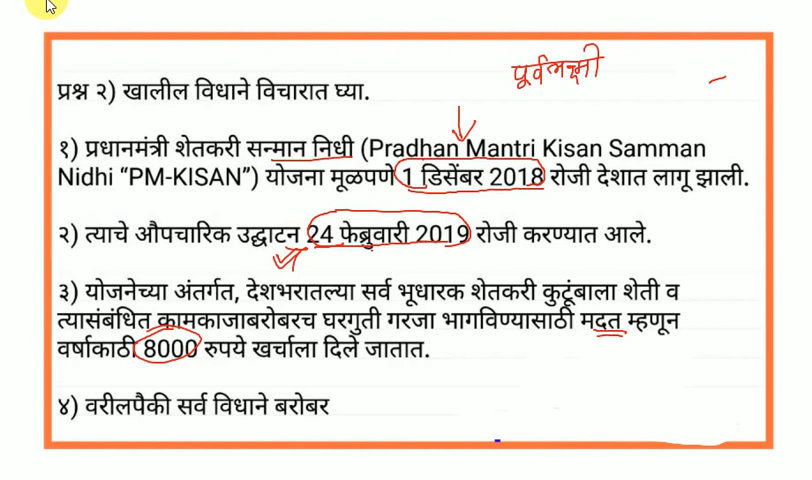 पूर्वलक्षी
प्रश्न २) खालील विधाने विचारात घ्या.
१) प्रधानमंत्री शेतकरी सन्मान निधी (Pradhan Mantri Kisan Samman
Nidhi “PM-KISAN”) योजना मूळपणे 1 डिसेंबर 2018 रोजी देशात लागू झाली.
२) त्याचे औपचारिक उद्घाटन 24 फेब्रुवारी 2019 रोजी करण्यात आले.
३) योजनेच्या अंतर्गत, देशभरातल्या सर्व भूधारक शेतकरी कुटूंबाला शेती व
त्यासंबंधित कामकाजाबरोबरच घरगुती गरजा भागविण्यासाठी मदत म्हणून
वर्षाकाठी 8000 रुपये खर्चाला दिले जातात.
४) वरीलपैकी सर्व विधाने बरोबर